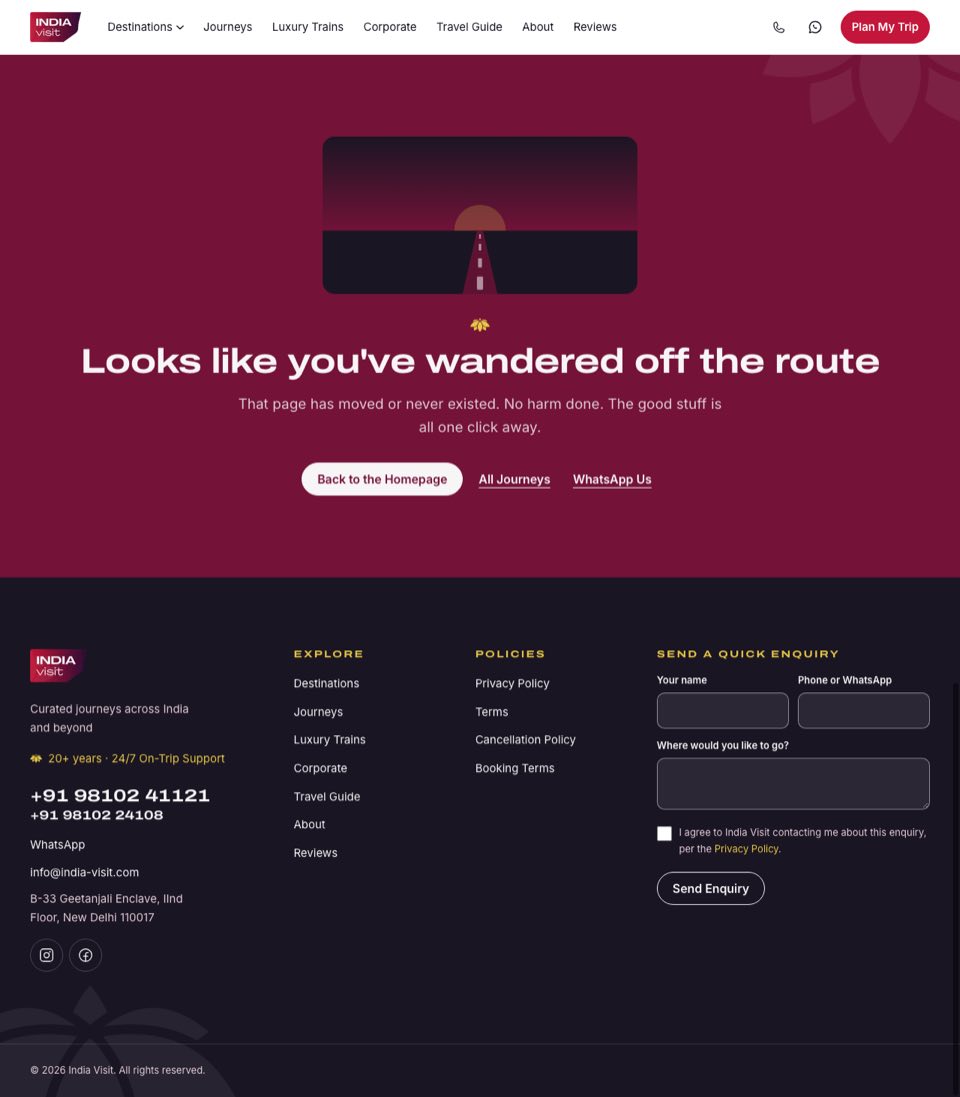 INDIA
visit
Destinations Journeys Luxury Trains Corporate Travel Guide About Reviews Plan My Trip
Looks like you've wandered off the route
That page has moved or never existed. No harm done. The good stuff is
all one click away.
Back to the Homepage All Journeys WhatsApp Us
INDIA
visit
Curated journeys across India
and beyond
20+ years · 24/7 On-Trip Support
+91 98102 41121
+91 98102 24108
WhatsApp
info@india-visit.com
B-33 Geetanjali Enclave, IInd
Floor, New Delhi 110017
EXPLORE
Destinations
Journeys
Luxury Trains
Corporate
Travel Guide
About
Reviews
POLICIES
Privacy Policy
Terms
Cancellation Policy
Booking Terms
SEND A QUICK ENQUIRY
Your name Phone or WhatsApp
Where would you like to go?
I agree to India Visit contacting me about this enquiry,
per the Privacy Policy.
Send Enquiry
© 2026 India Visit. All rights reserved.